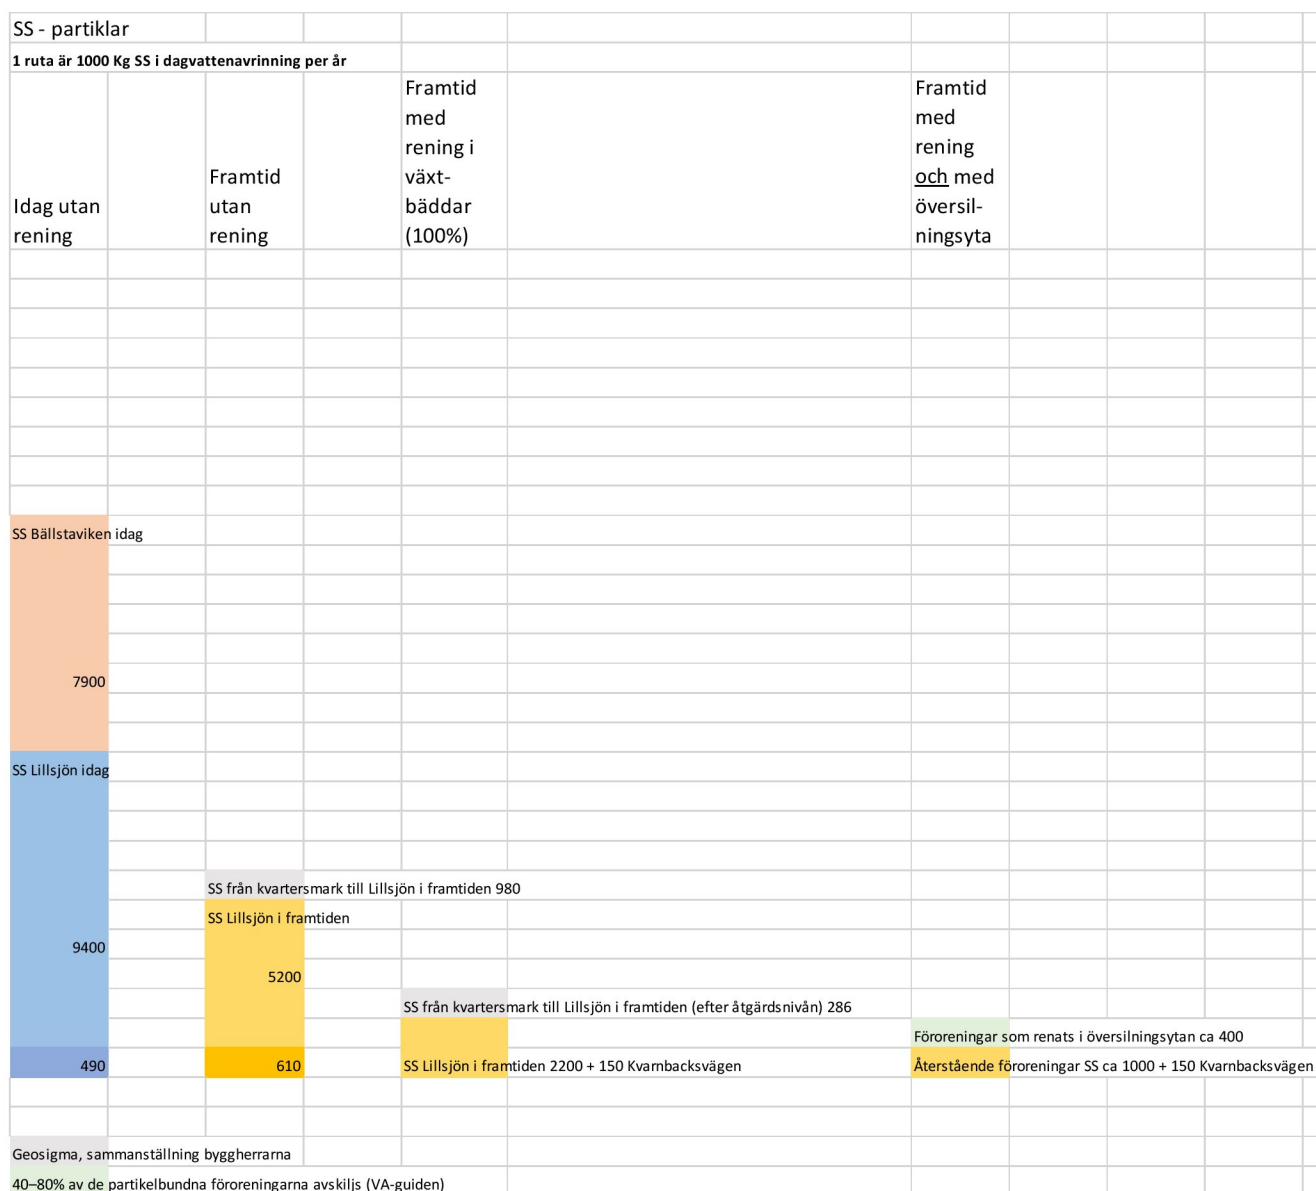 SS - partiklar
1 ruta är 1000 Kg SS i dagvattenavrinning per år
Idag utan
rening
Framtid
utan
rening
Framtid
med
rening i
växt-
bäddar
(100%)
Framtid
med
rening
och med
översil-
ningsyta
SS Bällstaviken idag
7900
SS Lillsjön idag
SS från kvartersmark till Lillsjön i framtiden 980
SS Lillsjön i framtiden
9400
5200
SS från kvartersmark till Lillsjön i framtiden (efter åtgärdsnivån) 286
Föroreningar som renats i översilningsytan ca 400
490
610
SS Lillsjön i framtiden 2200 + 150 Kvarnbacksvägen
Återstående föroreningar SS ca 1000 + 150 Kvarnbacksvägen
Geosigma, sammanställning byggherrarna
40–80% av de partikelbundna föroreningarna avskiljs (VA-guiden)